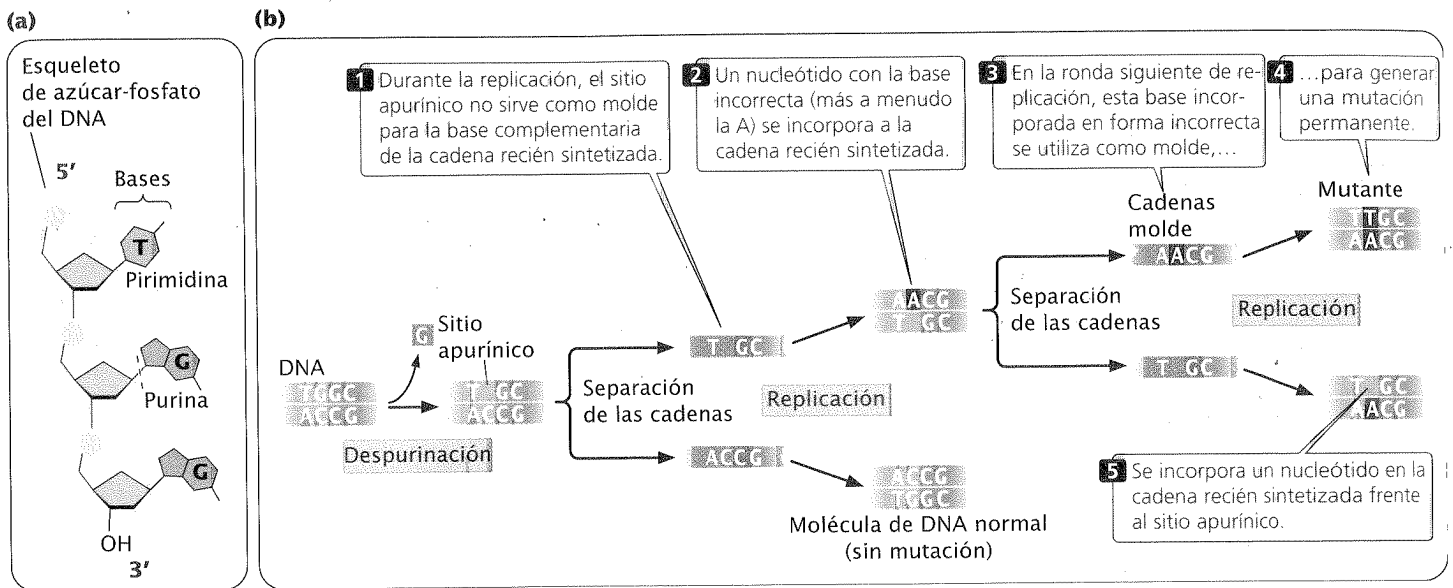 (a)
Esqueleto
de azúcar-fosfato
del DNA
5′
Bases
T
Pirimidina
G
Purina
G
OH
3′
(b)
1 Durante la replicación, el sitio
apurínico no sirve como molde
para la base complementaria
de la cadena recién sintetizada.
2 Un nucleótido con la base
incorrecta (más a menudo
la A) se incorpora a la
cadena recién sintetizada.
3 En la ronda siguiente de re-
plicación, esta base incor-
porada en forma incorrecta
se utiliza como molde,...
4 ...para generar
una mutación
permanente.
DNA
TGGC
ACCG
Despurinación
G
Sitio
apurínico
T GC
ACCG
Separación
de las cadenas
T GC
ACCG
Replicación
AACG
T GC
ACCG
TGGC
Molécula de DNA normal
(sin mutación)
Separación
de las cadenas
Cadenas
molde
AACG
T GC
Replicación
Mutante
TTGC
AACG
T GC
AACG
5 Se incorpora un nucleótido en la
cadena recién sintetizada frente
al sitio apurínico.